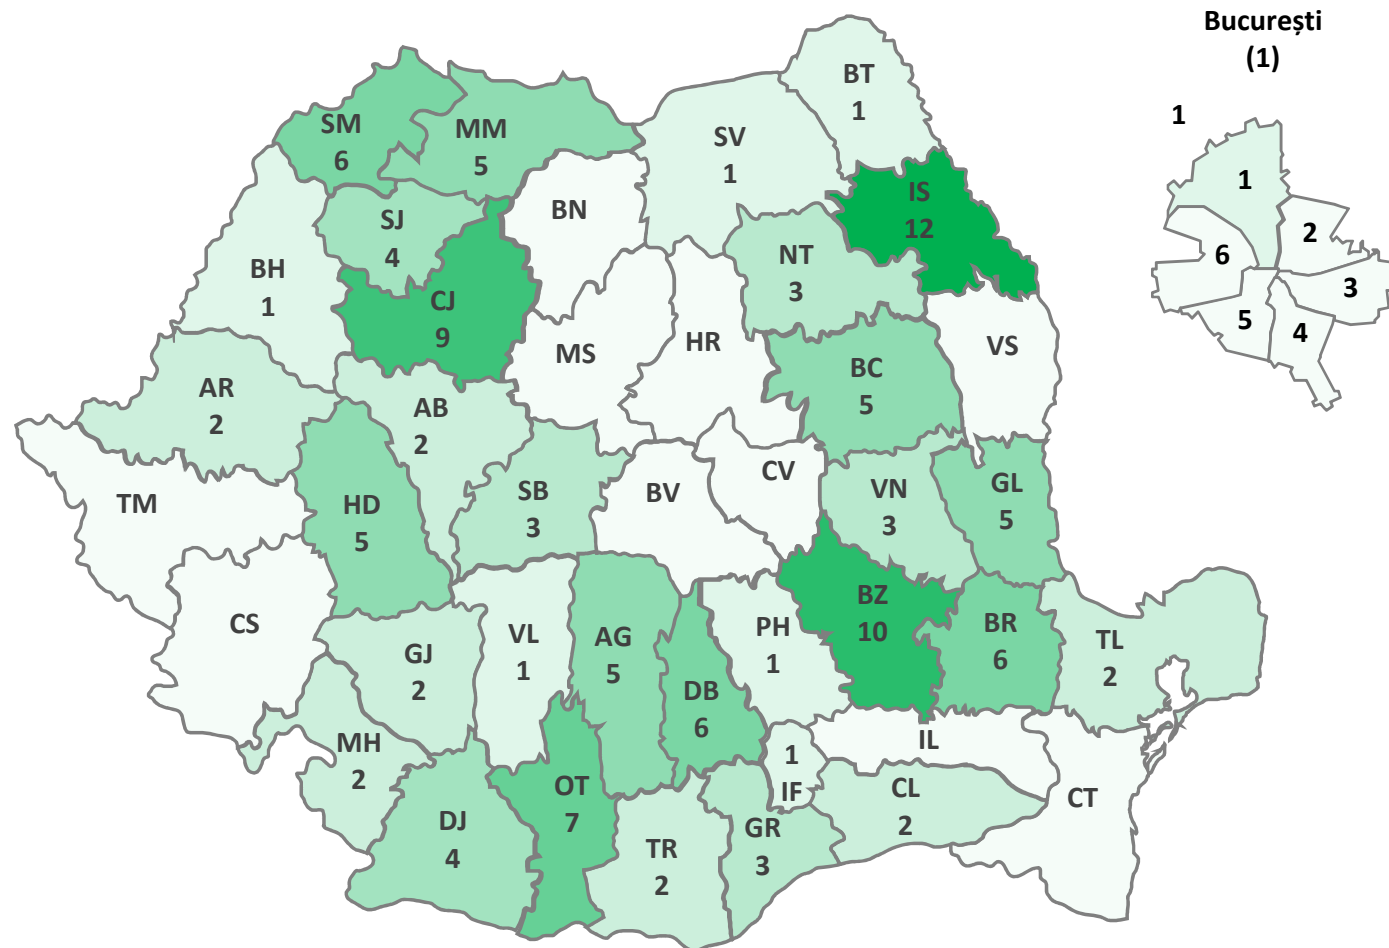 București
(1)
1
1
2
6
3
5
4
BT
1
SM
6
MM
5
SV
1
IS
12
BN
SJ
4
NT
3
BH
1
CJ
9
HR
VS
MS
BC
5
AR
2
AB
2
CV
GL
5
TM
HD
5
SB
3
BV
VN
3
BZ
10
CS
BR
6
VL
1
PH
1
AG
5
TL
2
GJ
2
DB
6
MH
2
IL
1
IF
OT
7
CL
2
CT
DJ
4
GR
3
TR
2